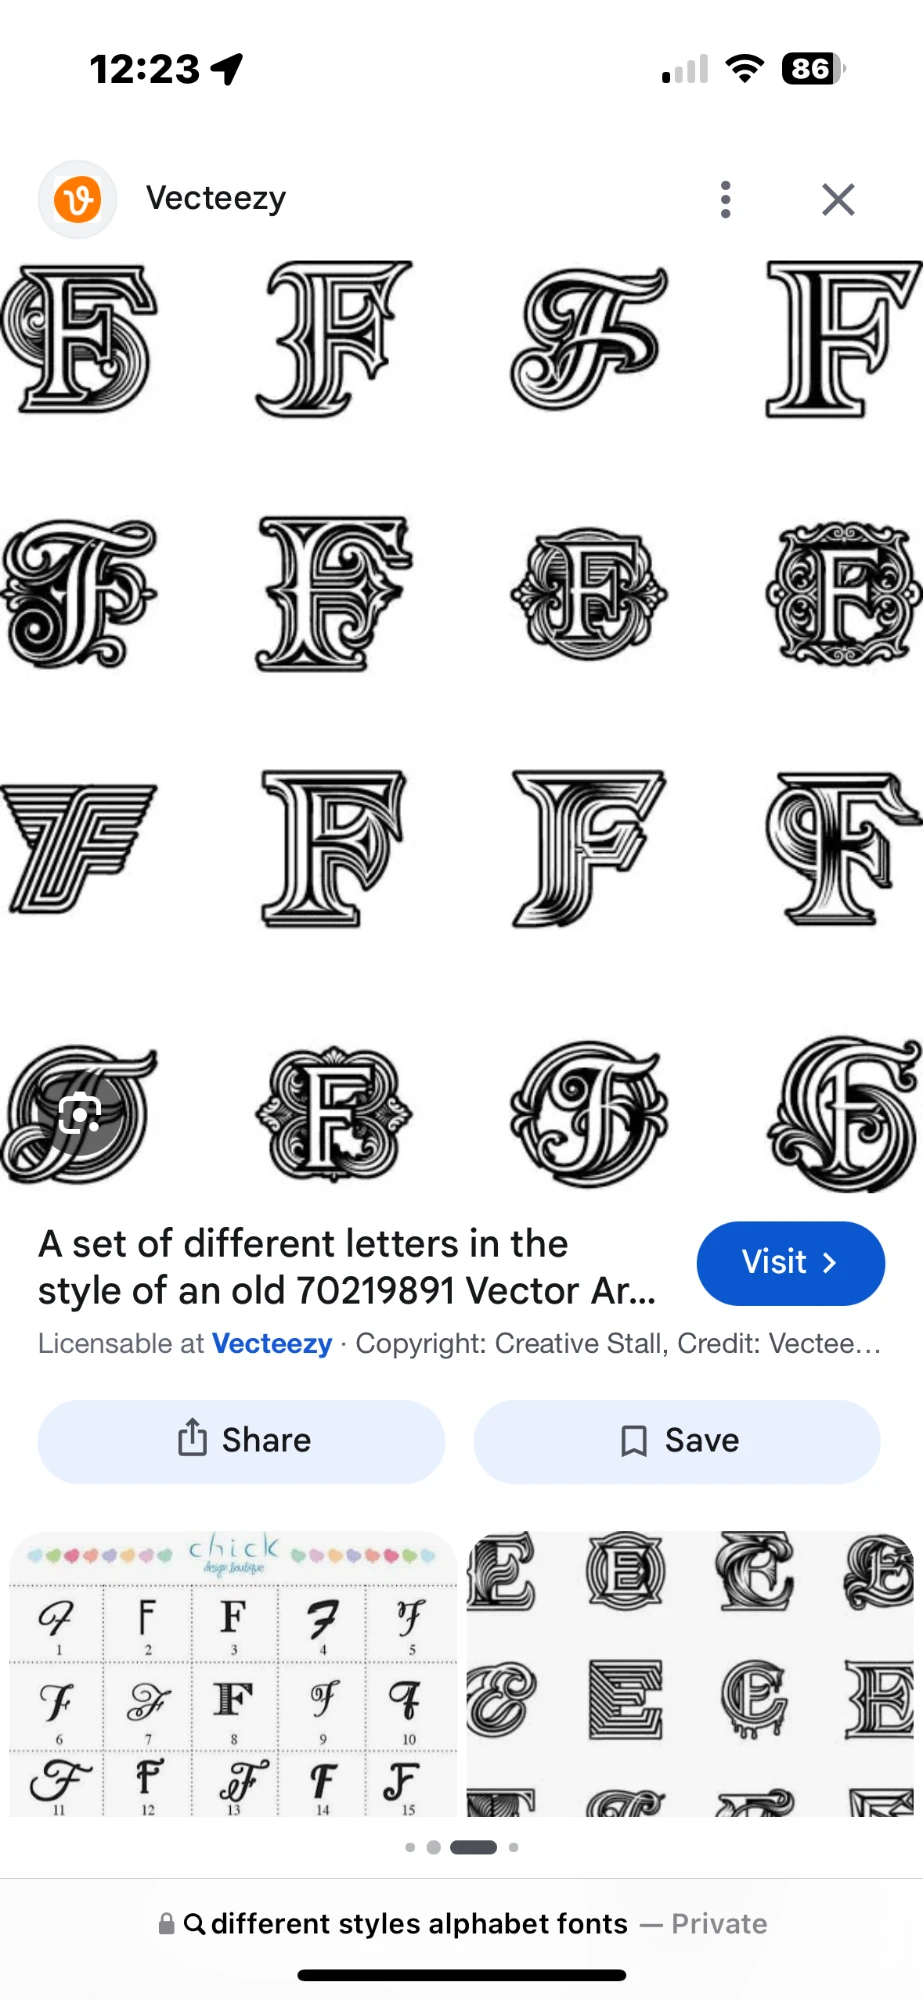 12:23
86
Vecteezy
F F F F
F F F F
F F F F
F F F F
A set of different letters in the
style of an old 70219891 Vector Ar...
Visit
Licensable at Vecteezy · Copyright: Creative Stall, Credit: Vectee...
Share
Save
chick
design boutique
F F F F F
1 2 3 4 5
F F F F F
6 7 8 9 10
F F F F F
11 12 13 14 15
E E E E
E E E E
different styles alphabet fonts — Private